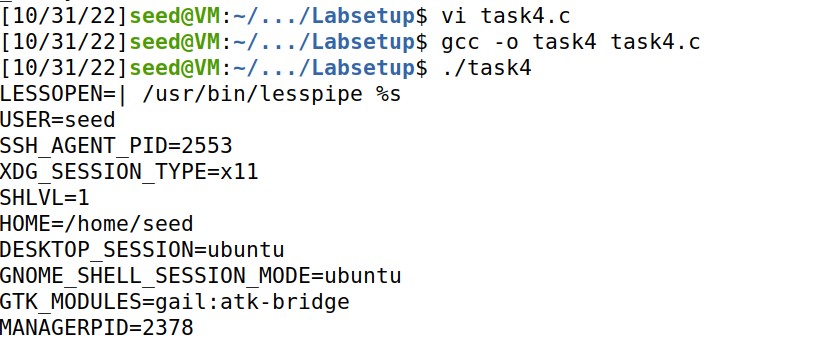 [10/31/22]seed@VM:~/.../Labsetup$ vi task4.c
[10/31/22]seed@VM:~/.../Labsetup$ gcc -o task4 task4.c
[10/31/22]seed@VM:~/.../Labsetup$ ./task4
LESSOPEN=| /usr/bin/lesspipe %s
USER=seed
SSH_AGENT_PID=2553
XDG_SESSION_TYPE=x11
SHLVL=1
HOME=/home/seed
DESKTOP_SESSION=ubuntu
GNOME_SHELL_SESSION_MODE=ubuntu
GTK_MODULES=gail:atk-bridge
MANAGERPID=2378